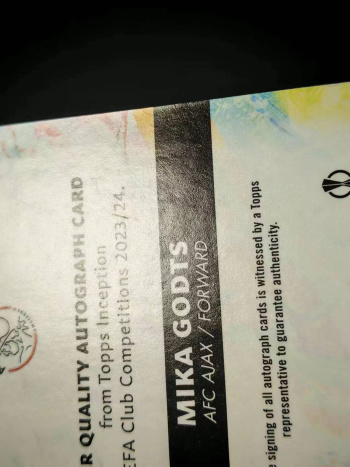 R QUALITY AUTOGRAPH CARD
from Topps Inception
EFA Club Competitions 2023/24.
MIKA GODTS
AFC AJAX / FORWARD
e signing of all autograph cards is witnessed by a Topps
representative to guarantee authenticity.